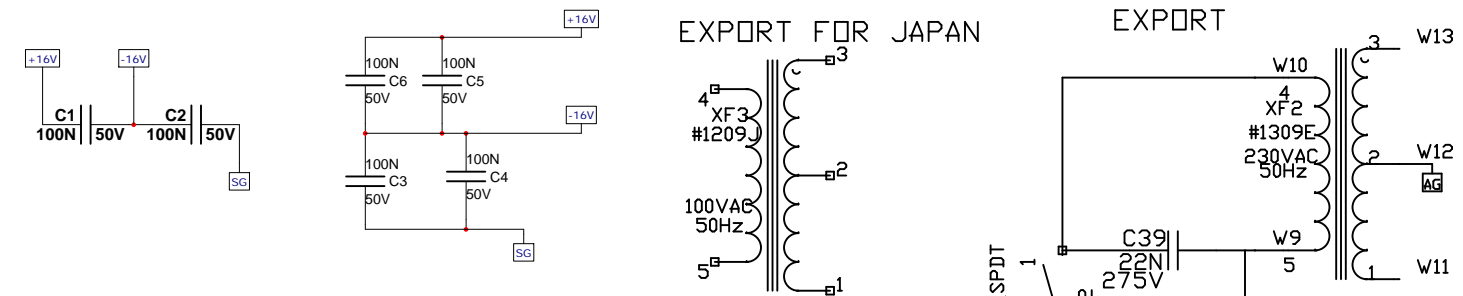 +16V
-16V
C1
100N
50V
C2
100N
50V
SG
+16V
100N
C6
50V
100N
C5
50V
-16V
100N
C3
50V
100N
C4
50V
SG
EXPORT FOR JAPAN
3
4
XF3
#1209J
2
100VAC
50Hz
5
1
EXPORT
3
W13
W10
4
XF2
#1309E
230VAC
50Hz
2
W12
AG
C39
22N
275V
W9
5
1
W11
SPDT
1
2